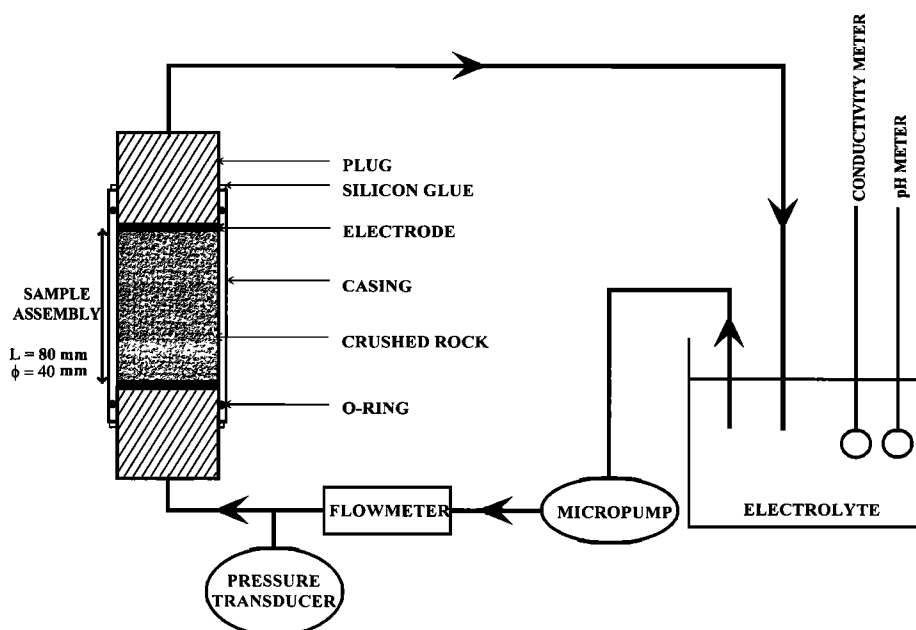 PLUG
SILICON GLUE
ELECTRODE
CASING
CRUSHED ROCK
O-RING
SAMPLE
ASSEMBLY
L = 80 mm
ϕ = 40 mm
FLOWMETER
MICROPUMP
PRESSURE
TRANSDUCER
ELECTROLYTE
CONDUCTIVITY METER
pH METER